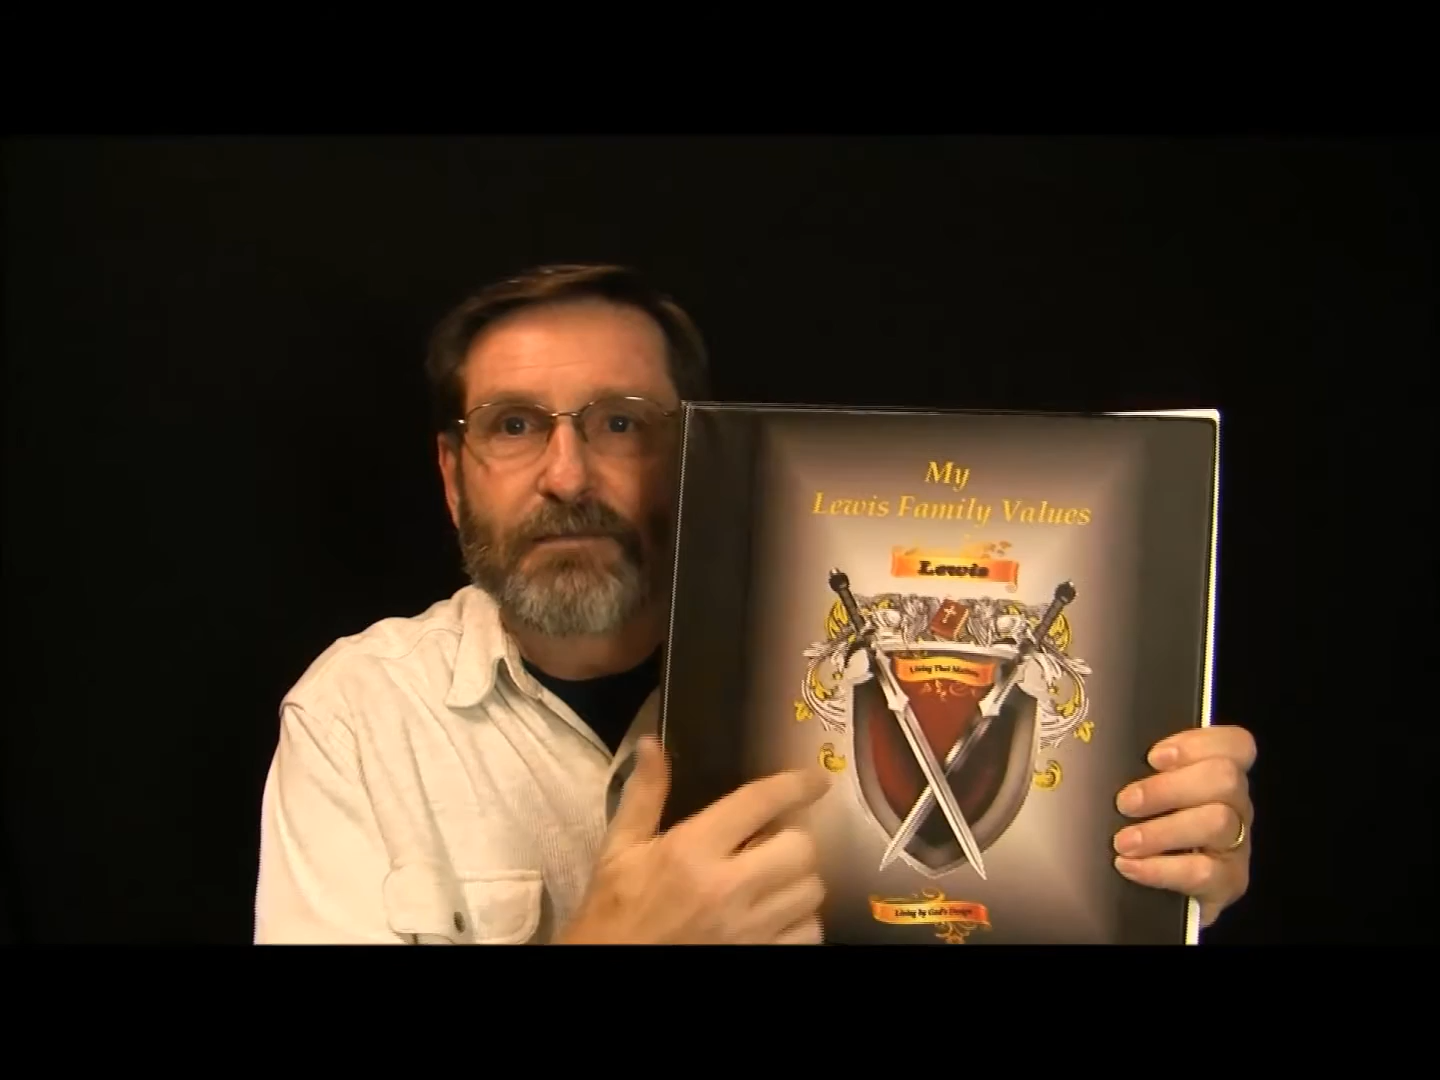 My
Lewis Family Values
Lewis
Living That Matters
Living by God's Design